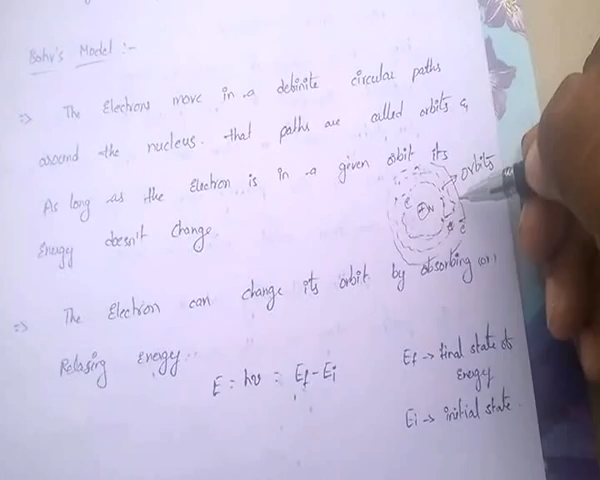 Bohr's Model :-
=> The Electrons move in a definite circular paths
around the nucleus. that paths are called orbits &
As long as the Electron is in a given orbit its
Energy doesn't change.
orbits
e
+N
e
=> The Electron can change its orbit by absorbing (or)
Relasing Energy..
E = hν = Ef - Ei
Ef → final state of
Energy
Ei → initial state.